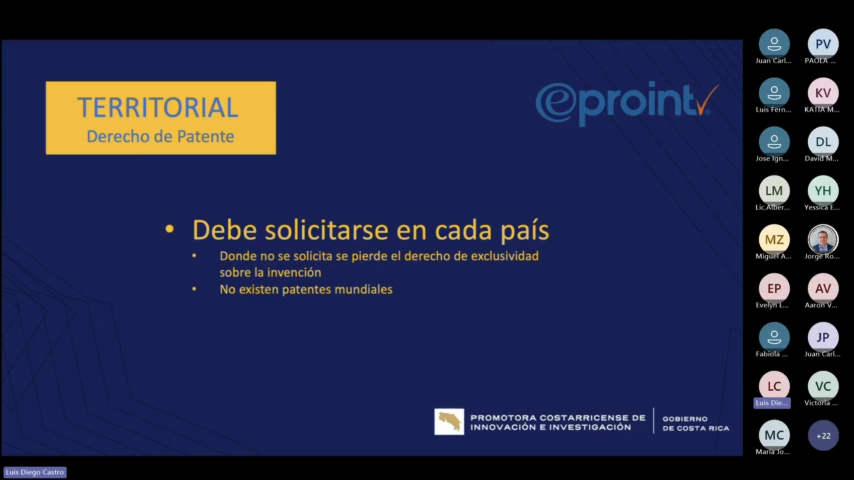 TERRITORIAL
Derecho de Patente
eproint
Debe solicitarse en cada país
Donde no se solicita se pierde el derecho de exclusividad
sobre la invención
No existen patentes mundiales
PROMOTORA COSTARRICENSE DE
INNOVACIÓN E INVESTIGACIÓN
GOBIERNO
DE COSTA RICA
Luis Diego Castro
Juan Carl...
PV
PAOLA ...
Luis Fern...
KV
KATIA M...
Jose Ign...
DL
David M...
LM
Lic.Alber...
YH
Yessica E...
MZ
Miguel A...
Jorge Ro...
EP
Evelyn L...
AV
Aaron V...
Fabiola ...
JP
Juan Carl...
LC
Luis Die...
VC
Victoria ...
MC
Maria Jo...
+22